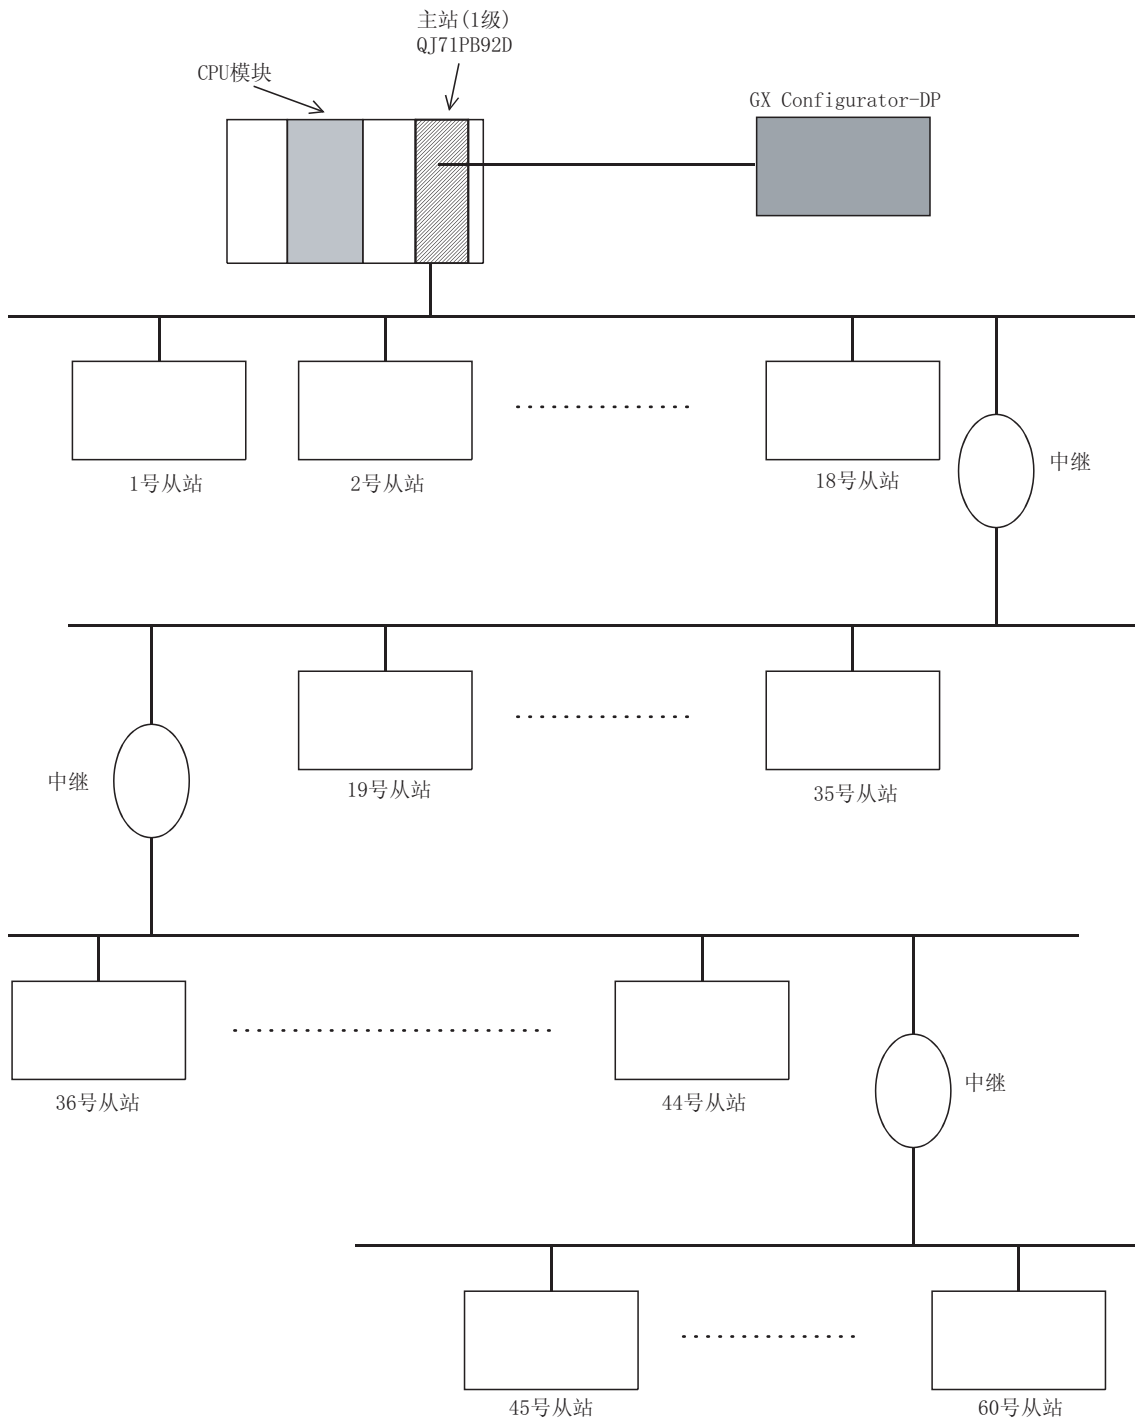 主站(1级)
QJ71PB92D
CPU模块
GX Configurator-DP
1号从站
2号从站
18号从站
中继
中继
19号从站
35号从站
36号从站
44号从站
中继
45号从站
60号从站